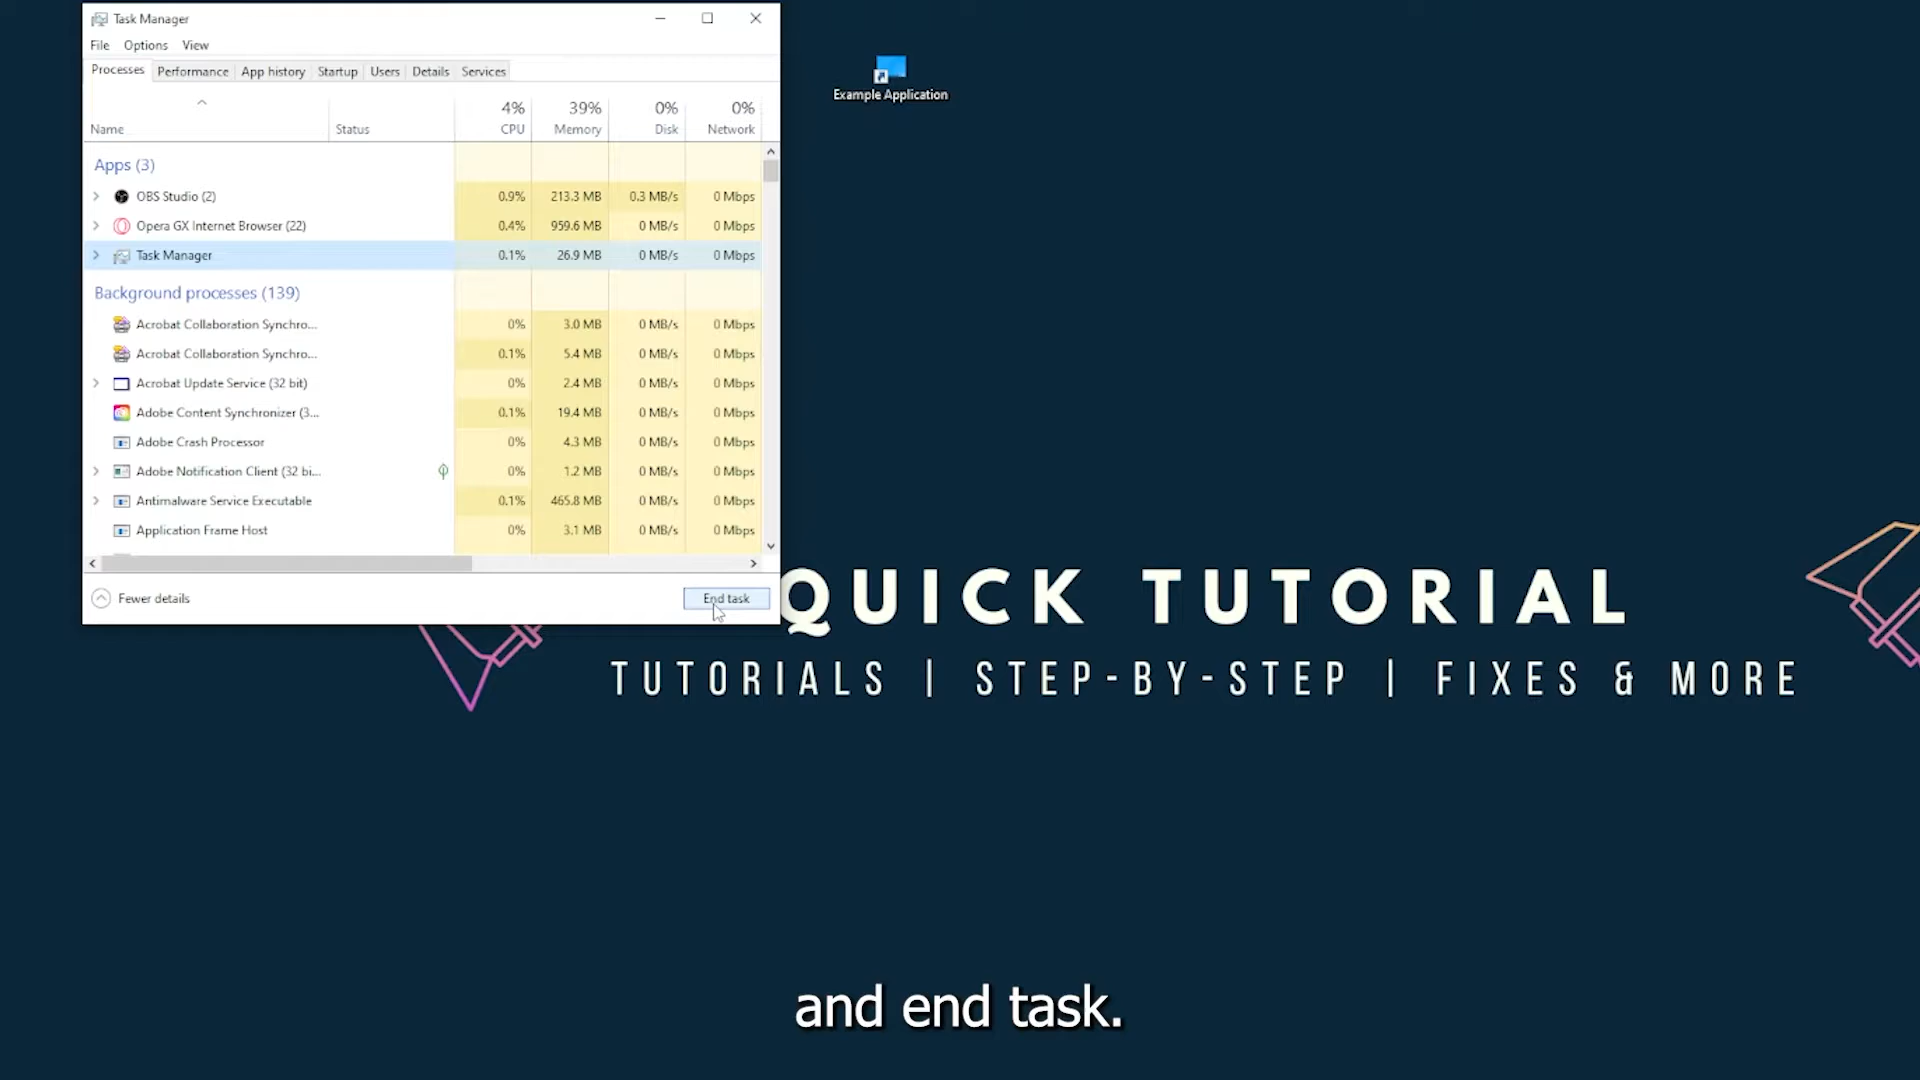 Task Manager
File Options View
Processes Performance App history Startup Users Details Services
4% 39% 0% 0%
Name Status CPU Memory Disk Network
Apps (3)
OBS Studio (2) 0.9% 213.3 MB 0.3 MB/s 0 Mbps
Opera GX Internet Browser (22) 0.4% 959.6 MB 0 MB/s 0 Mbps
Task Manager 0.1% 26.9 MB 0 MB/s 0 Mbps
Background processes (139)
Acrobat Collaboration Synchro... 0% 3.0 MB 0 MB/s 0 Mbps
Acrobat Collaboration Synchro... 0.1% 5.4 MB 0 MB/s 0 Mbps
Acrobat Update Service (32 bit) 0% 2.4 MB 0 MB/s 0 Mbps
Adobe Content Synchronizer (3... 0.1% 19.4 MB 0 MB/s 0 Mbps
Adobe Crash Processor 0% 4.3 MB 0 MB/s 0 Mbps
Adobe Notification Client (32 bi... 0% 1.2 MB 0 MB/s 0 Mbps
Antimalware Service Executable 0.1% 465.8 MB 0 MB/s 0 Mbps
Application Frame Host 0% 3.1 MB 0 MB/s 0 Mbps
Fewer details End task
Example Application
QUICK TUTORIAL
TUTORIALS | STEP-BY-STEP | FIXES & MORE
and end task.